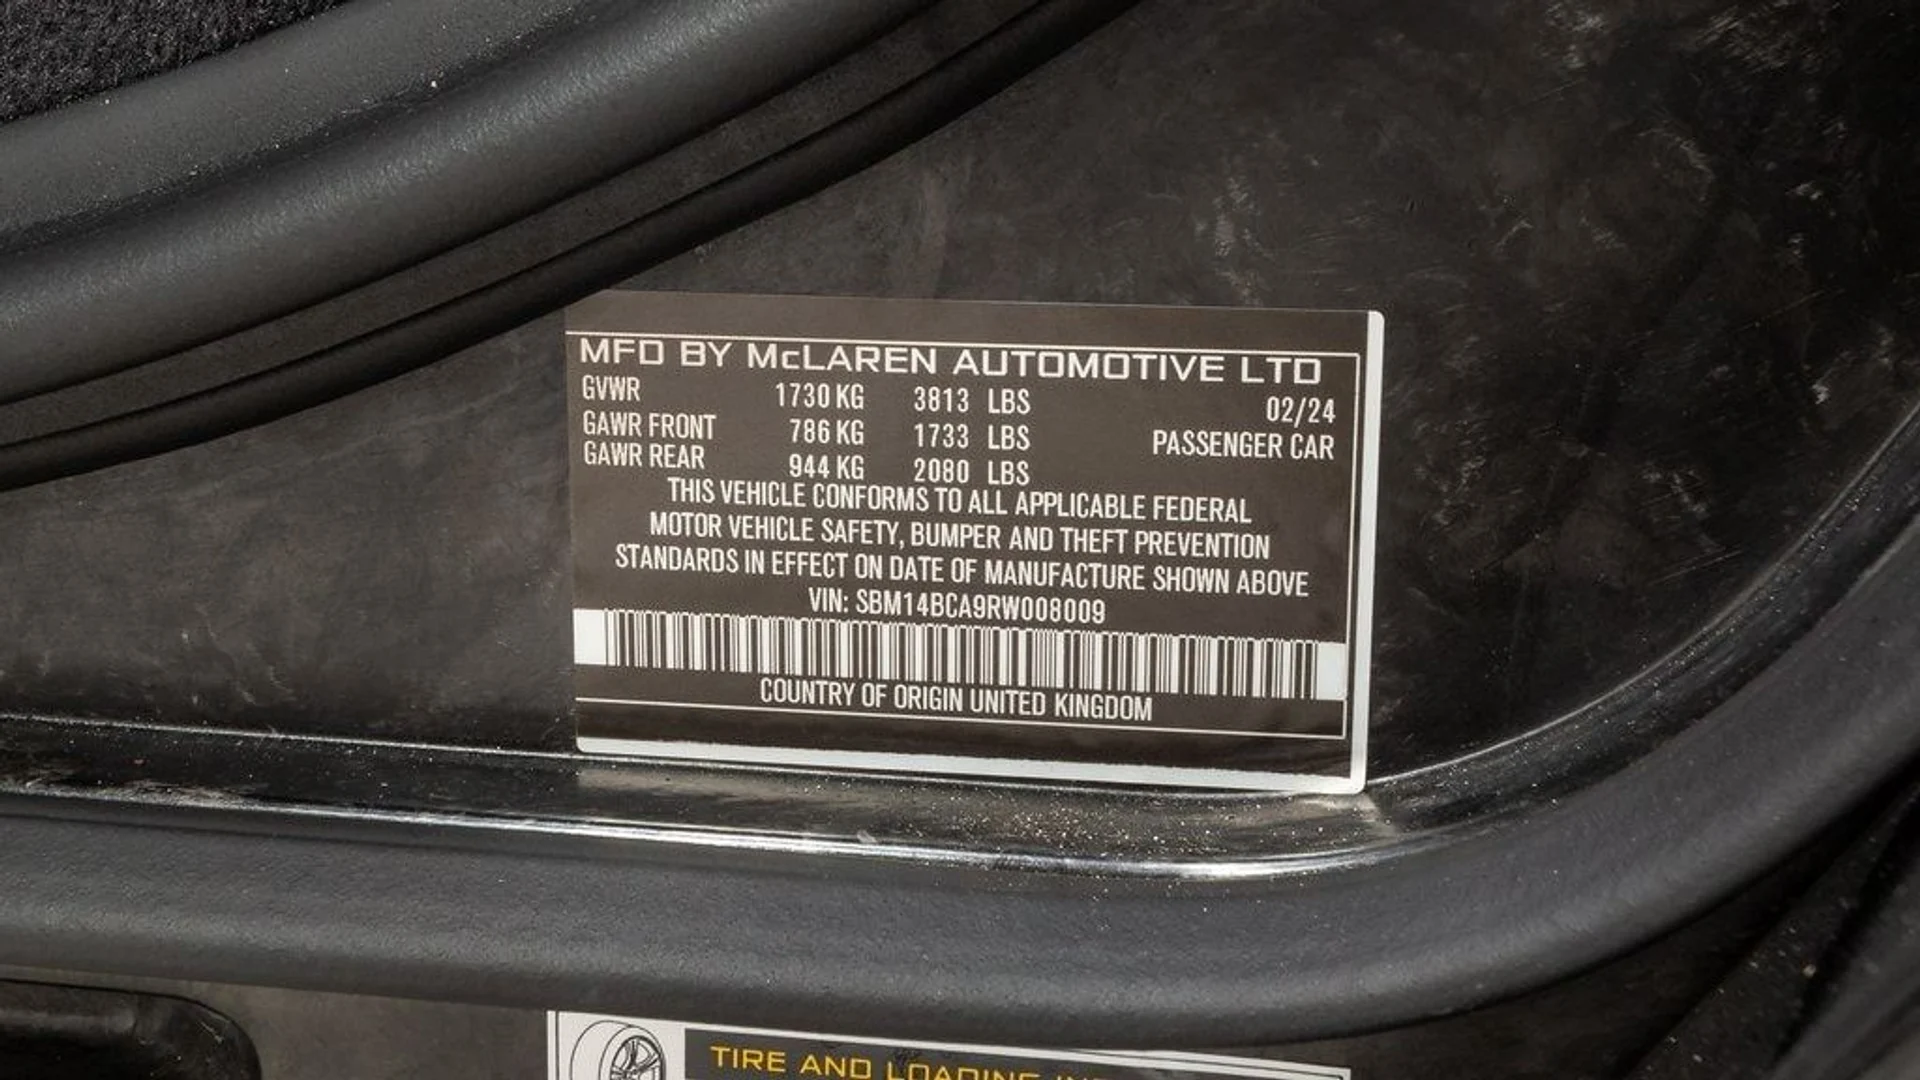 MFD BY McLAREN AUTOMOTIVE LTD
GVWR 1730 KG 3813 LBS 02/24
GAWR FRONT 786 KG 1733 LBS PASSENGER CAR
GAWR REAR 944 KG 2080 LBS
THIS VEHICLE CONFORMS TO ALL APPLICABLE FEDERAL
MOTOR VEHICLE SAFETY, BUMPER AND THEFT PREVENTION
STANDARDS IN EFFECT ON DATE OF MANUFACTURE SHOWN ABOVE
VIN: SBM14BCA9RW008009
COUNTRY OF ORIGIN UNITED KINGDOM
TIRE AND LOADING